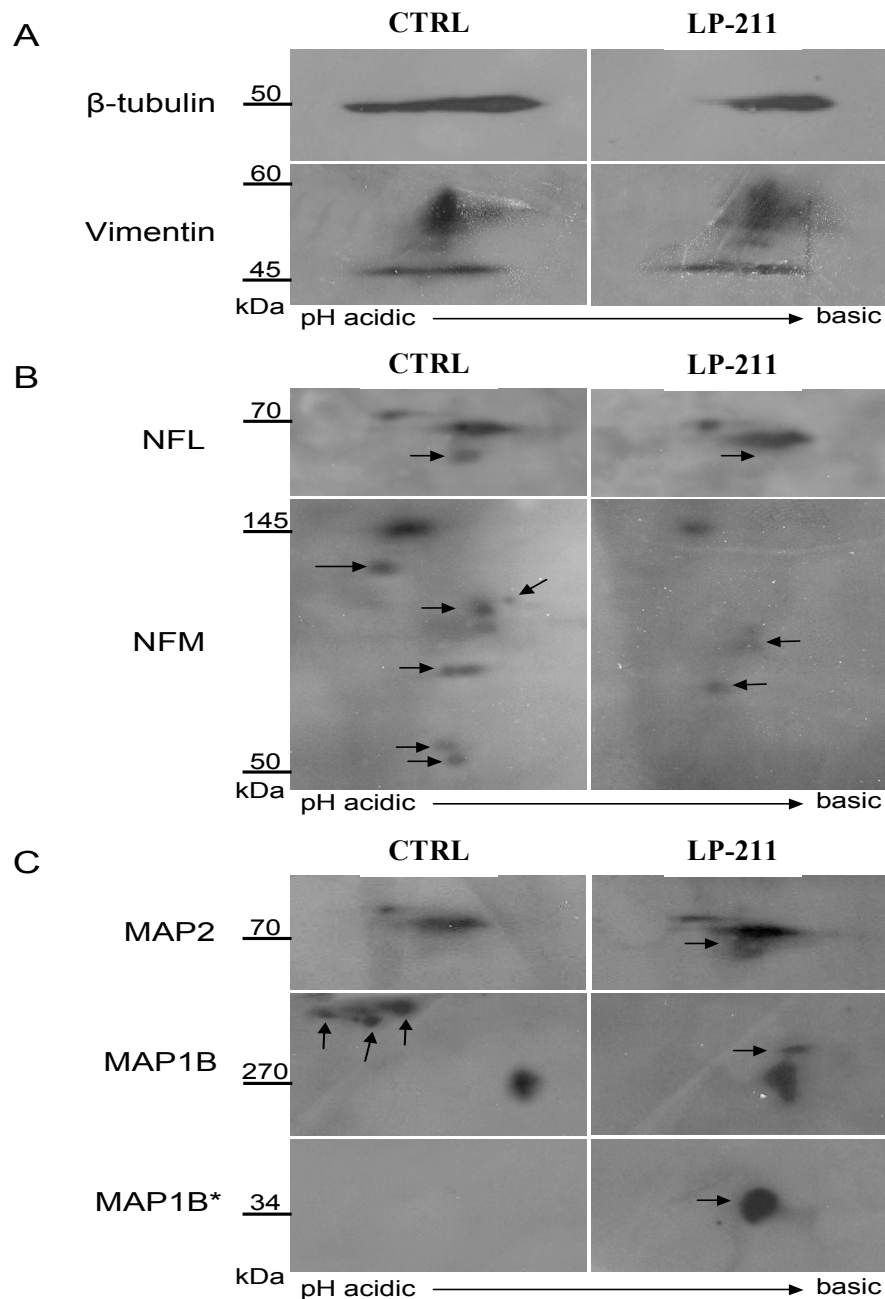 A
CTRL LP-211
β-tubulin 50
60
Vimentin
45
kDa pH acidic basic
B
CTRL LP-211
NFL 70
145
NFM
50
kDa pH acidic basic
C
CTRL LP-211
MAP2 70
MAP1B 270
MAP1B* 34
kDa pH acidic basic